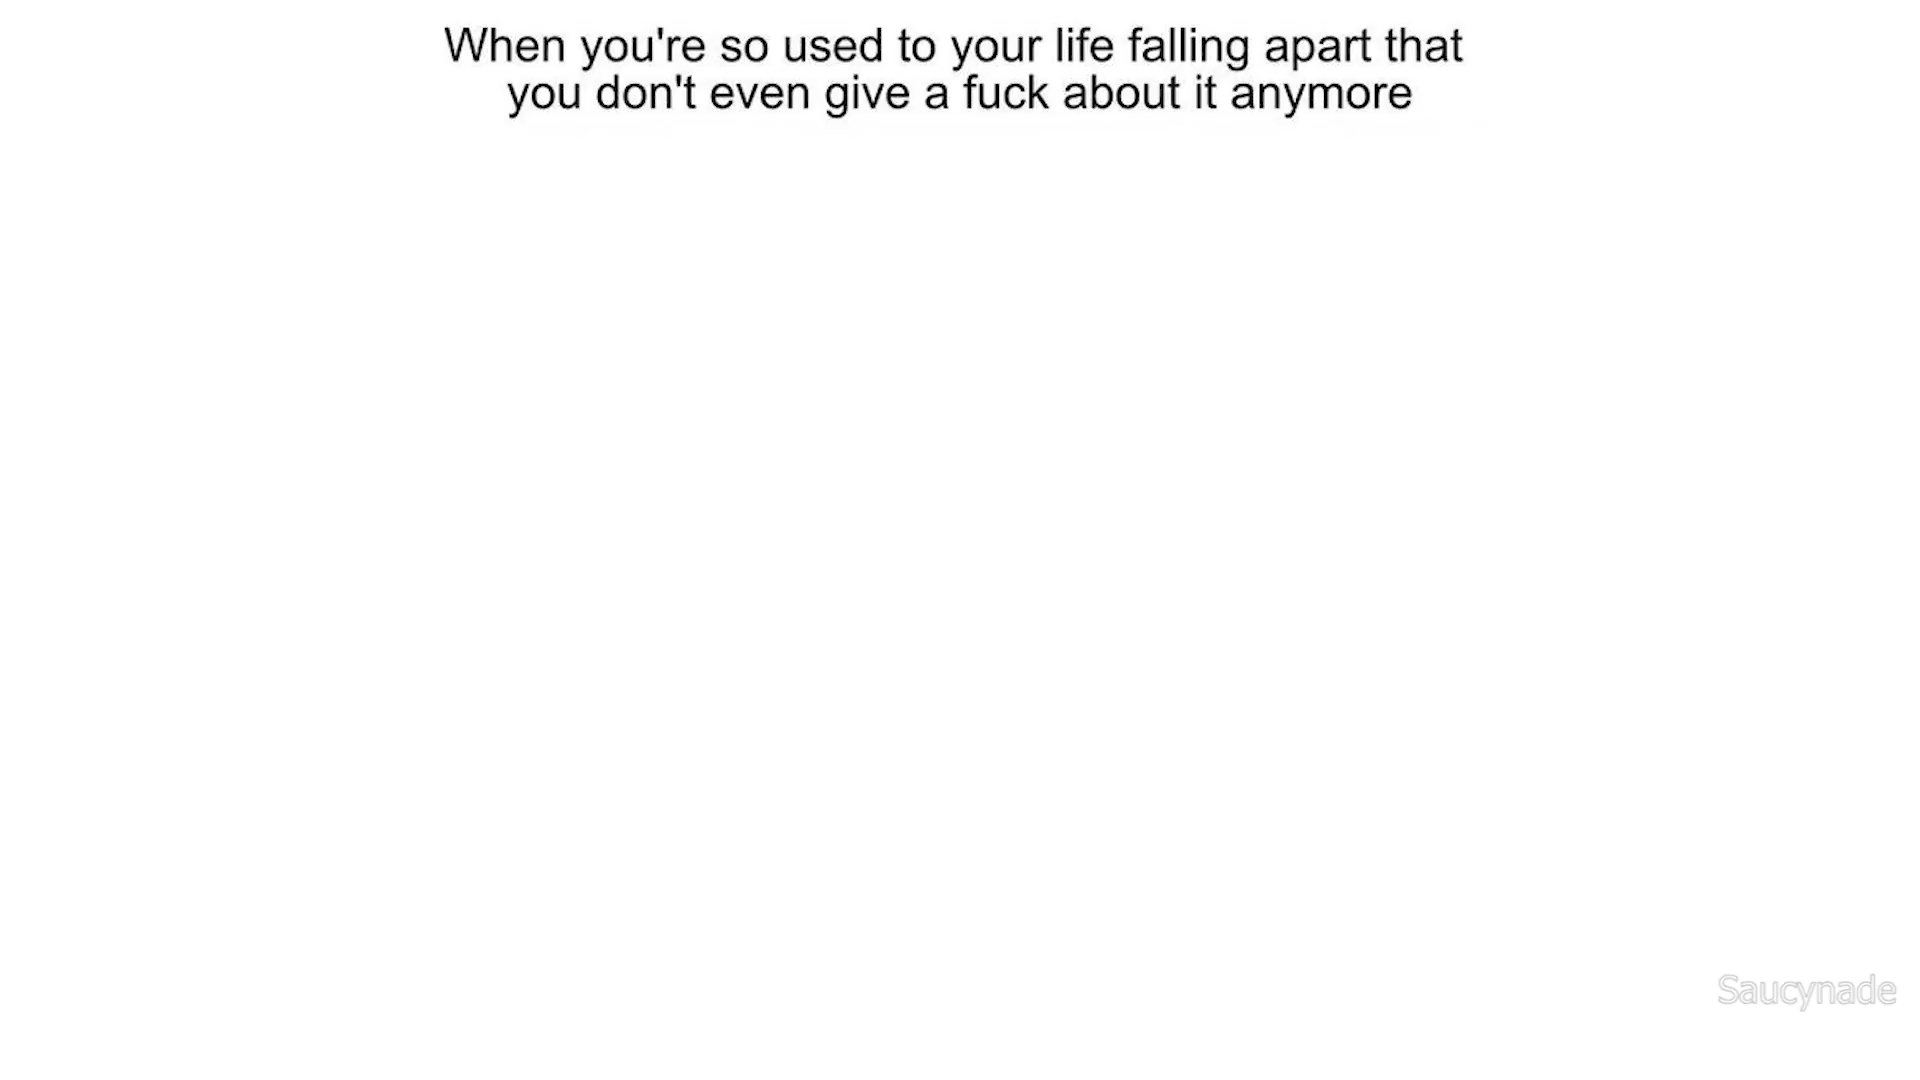 When you're so used to your life falling apart that
you don't even give a fuck about it anymore
Saucynade